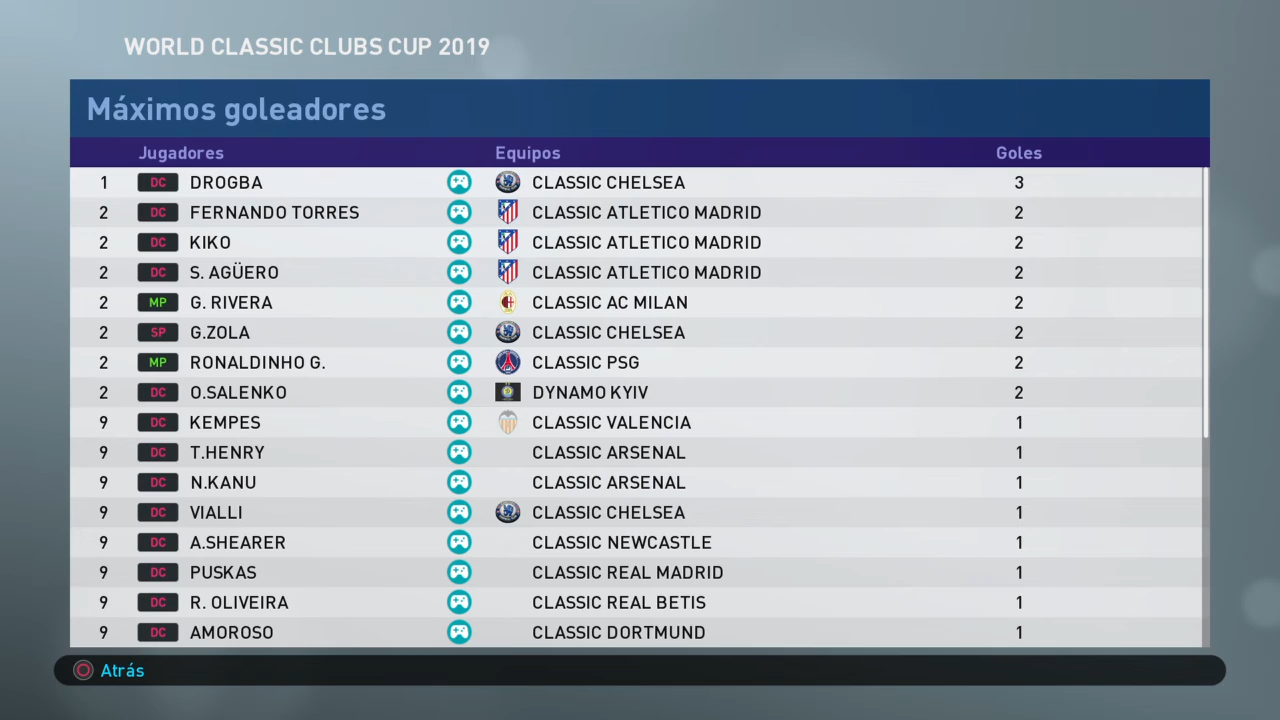 WORLD CLASSIC CLUBS CUP 2019
Máximos goleadores
Jugadores Equipos Goles
1 DC DROGBA CLASSIC CHELSEA 3
2 DC FERNANDO TORRES CLASSIC ATLETICO MADRID 2
2 DC KIKO CLASSIC ATLETICO MADRID 2
2 DC S. AGÜERO CLASSIC ATLETICO MADRID 2
2 MP G. RIVERA CLASSIC AC MILAN 2
2 SP G.ZOLA CLASSIC CHELSEA 2
2 MP RONALDINHO G. CLASSIC PSG 2
2 DC O.SALENKO DYNAMO KYIV 2
9 DC KEMPES CLASSIC VALENCIA 1
9 DC T.HENRY CLASSIC ARSENAL 1
9 DC N.KANU CLASSIC ARSENAL 1
9 DC VIALLI CLASSIC CHELSEA 1
9 DC A.SHEARER CLASSIC NEWCASTLE 1
9 DC PUSKAS CLASSIC REAL MADRID 1
9 DC R. OLIVEIRA CLASSIC REAL BETIS 1
9 DC AMOROSO CLASSIC DORTMUND 1
Atrás